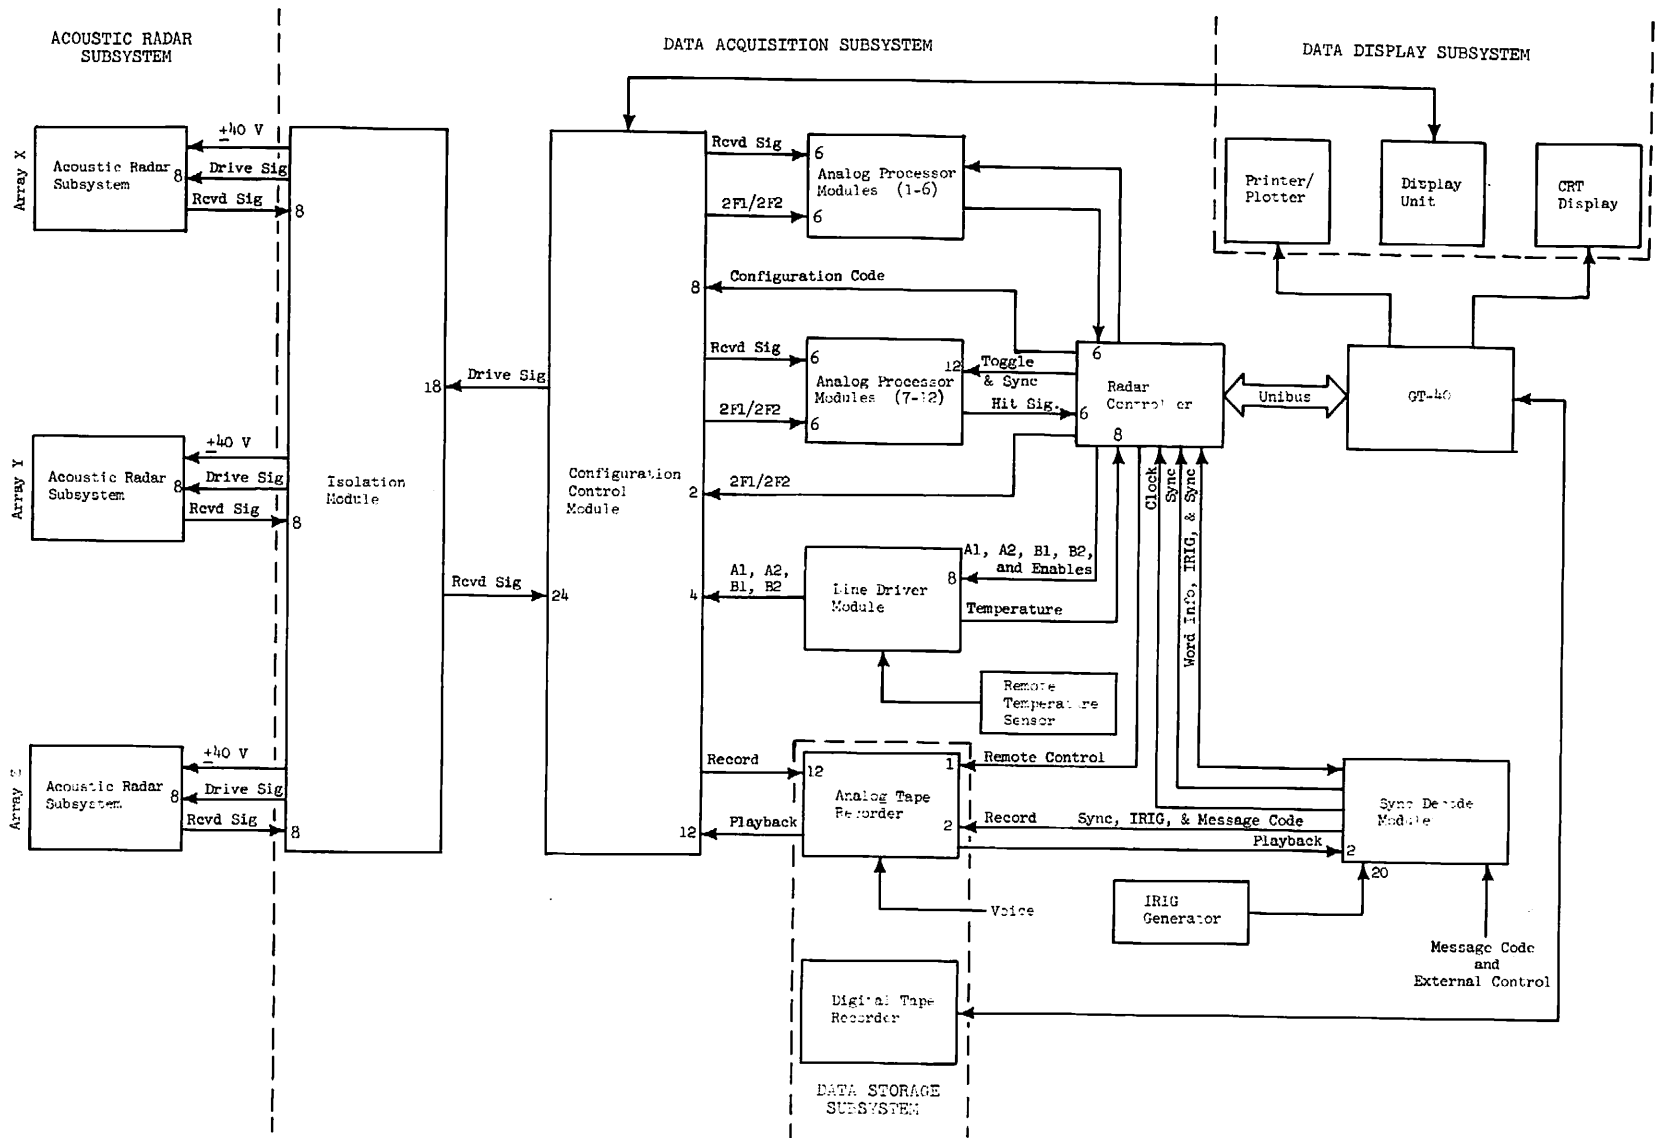 ACOUSTIC RADAR
SUBSYSTEM
DATA ACQUISITION SUBSYSTEM
DATA DISPLAY SUBSYSTEM
Array X
Acoustic Radar
Subsystem
8
±40 V
Drive Sig
Rcvd Sig
8
Array Y
Acoustic Radar
Subsystem
8
±40 V
Drive Sig
Rcvd Sig
8
Array Z
Acoustic Radar
Subsystem
8
±40 V
Drive Sig
Rcvd Sig
8
Isolation
Module
18
Drive Sig
Rcvd Sig
24
Configuration
Control
Module
Rcvd Sig
6
Analog Processor
Modules (1-6)
2F1/2F2
6
8
Configuration Code
Rcvd Sig
6
Analog Processor
Modules (7-12)
2F1/2F2
6
12
Toggle
& Sync
Hit Sig.
6
6
Radar
Controller
8
2
2F1/2F2
A1, A2,
B1, B2
4
Line Driver
Module
8
A1, A2, B1, B2,
and Enables
Temperature
Remote
Temperature
Sensor
Clock
Sync
Word Info, IRIG, & Sync
Unibus
GT-40
Printer/
Plotter
Display
Unit
CRT
Display
Record
12
Analog Tape
Recorder
1
Remote Control
12
Playback
2
Record
Sync, IRIG, & Message Code
Playback
2
Sync Decode
Module
20
IRIG
Generator
Voice
Message Code
and
External Control
Digital Tape
Recorder
DATA STORAGE
SUBSYSTEM